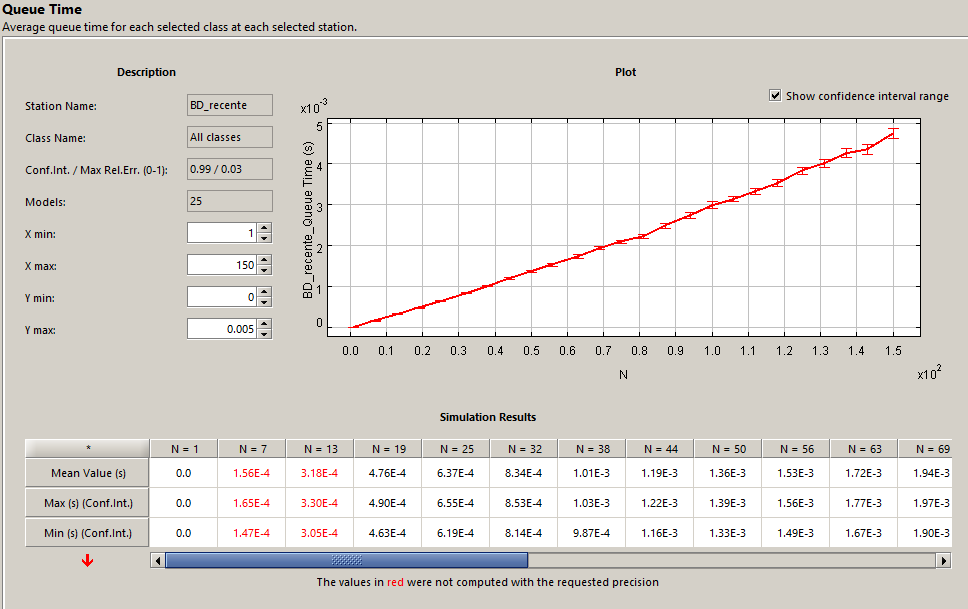 Queue Time
Average queue time for each selected class at each selected station.
Description
Station Name: BD_recente
Class Name: All classes
Conf.Int. / Max Rel.Err. (0-1): 0.99 / 0.03
Models: 25
X min: 1
X max: 150
Y min: 0
Y max: 0.005
Plot
Show confidence interval range
x10-3
BD_recente_Queue Time (s)
5
4
3
2
1
0
0.0 0.1 0.2 0.3 0.4 0.5 0.6 0.7 0.8 0.9 1.0 1.1 1.2 1.3 1.4 1.5
N
x102
Simulation Results
* N = 1 N = 7 N = 13 N = 19 N = 25 N = 32 N = 38 N = 44 N = 50 N = 56 N = 63 N = 69
Mean Value (s) 0.0 1.56E-4 3.18E-4 4.76E-4 6.37E-4 8.34E-4 1.01E-3 1.19E-3 1.36E-3 1.53E-3 1.72E-3 1.94E-3
Max (s) (Conf.Int.) 0.0 1.65E-4 3.30E-4 4.90E-4 6.55E-4 8.53E-4 1.03E-3 1.22E-3 1.39E-3 1.56E-3 1.77E-3 1.97E-3
Min (s) (Conf.Int.) 0.0 1.47E-4 3.05E-4 4.63E-4 6.19E-4 8.14E-4 9.87E-4 1.16E-3 1.33E-3 1.49E-3 1.67E-3 1.90E-3
The values in red were not computed with the requested precision